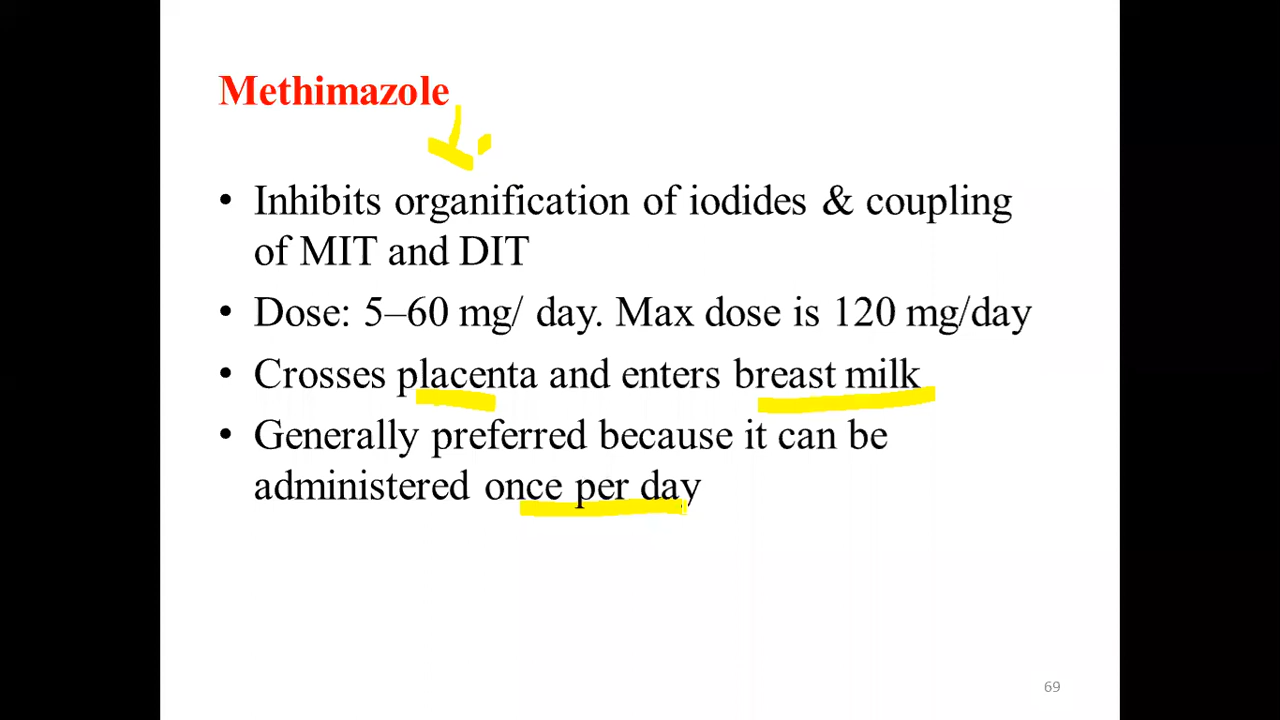 Methimazole
• Inhibits organification of iodides & coupling
of MIT and DIT
• Dose: 5–60 mg/ day. Max dose is 120 mg/day
• Crosses placenta and enters breast milk
• Generally preferred because it can be
administered once per day
69